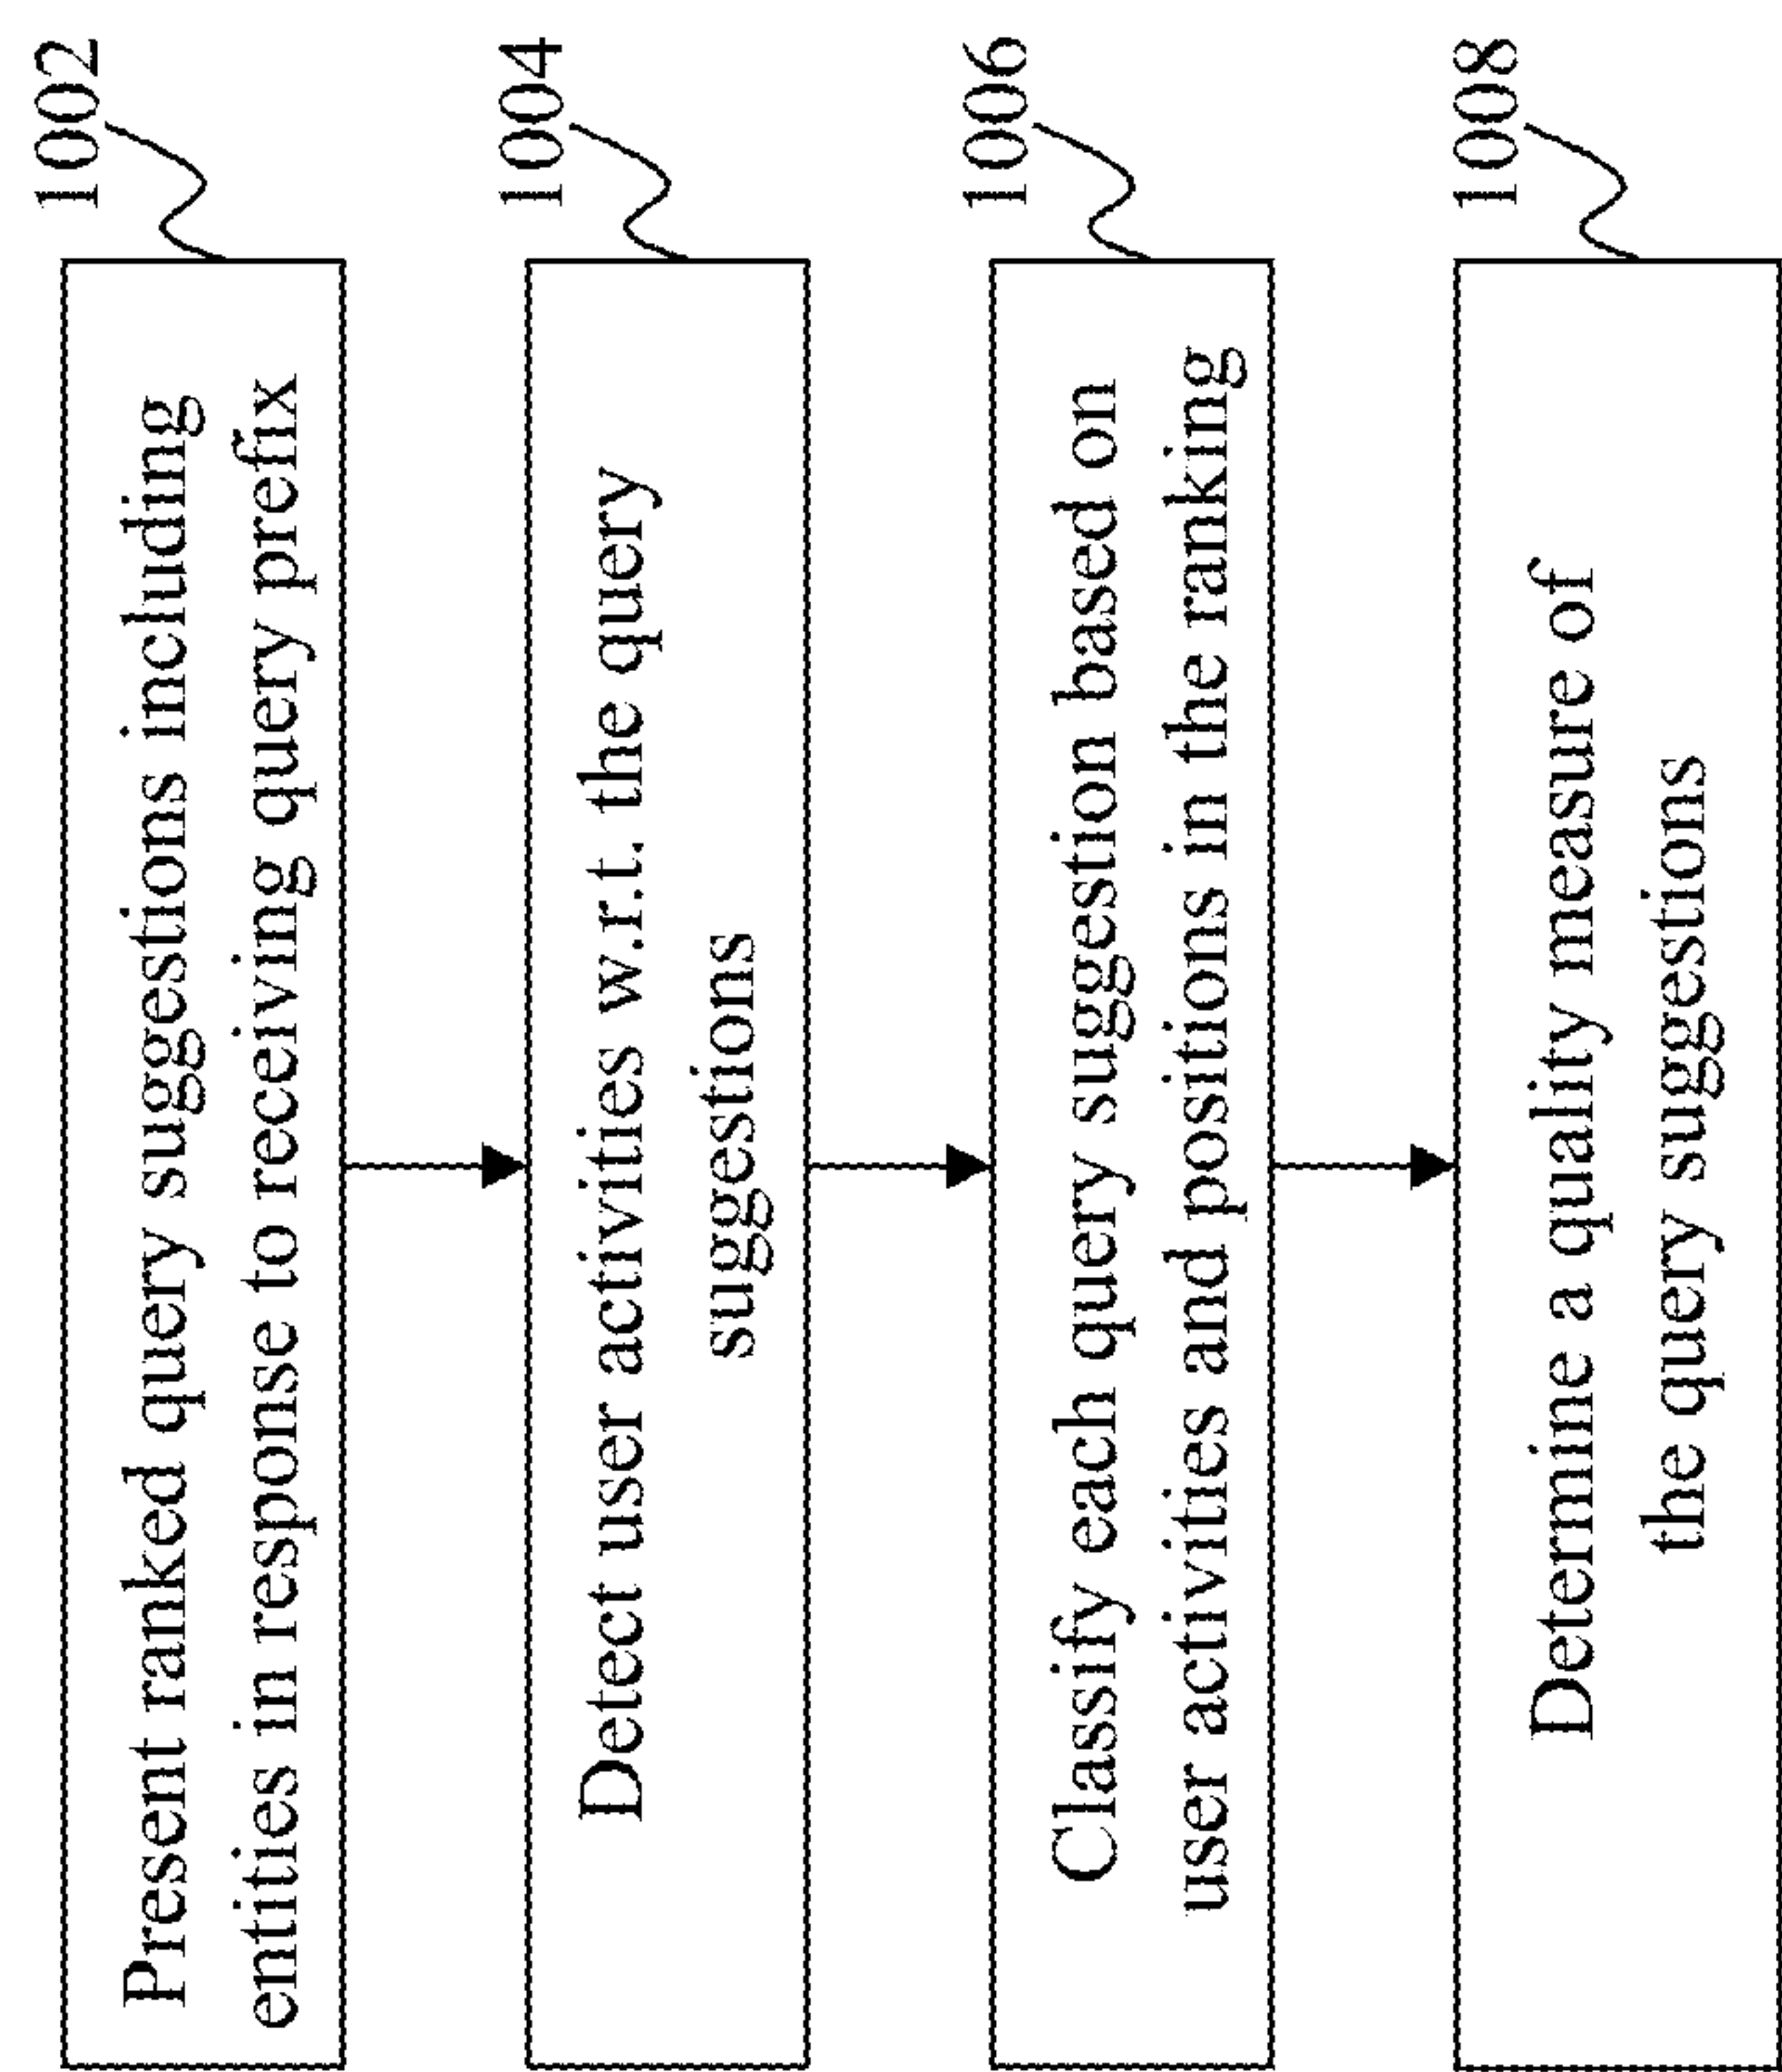 1002
Present ranked query suggestions including
entities in response to receiving query prefix
1004
Detect user activities w.r.t. the query
suggestions
1006
Classify each query suggestion based on
user activities and positions in the ranking
1008
Determine a quality measure of
the query suggestions